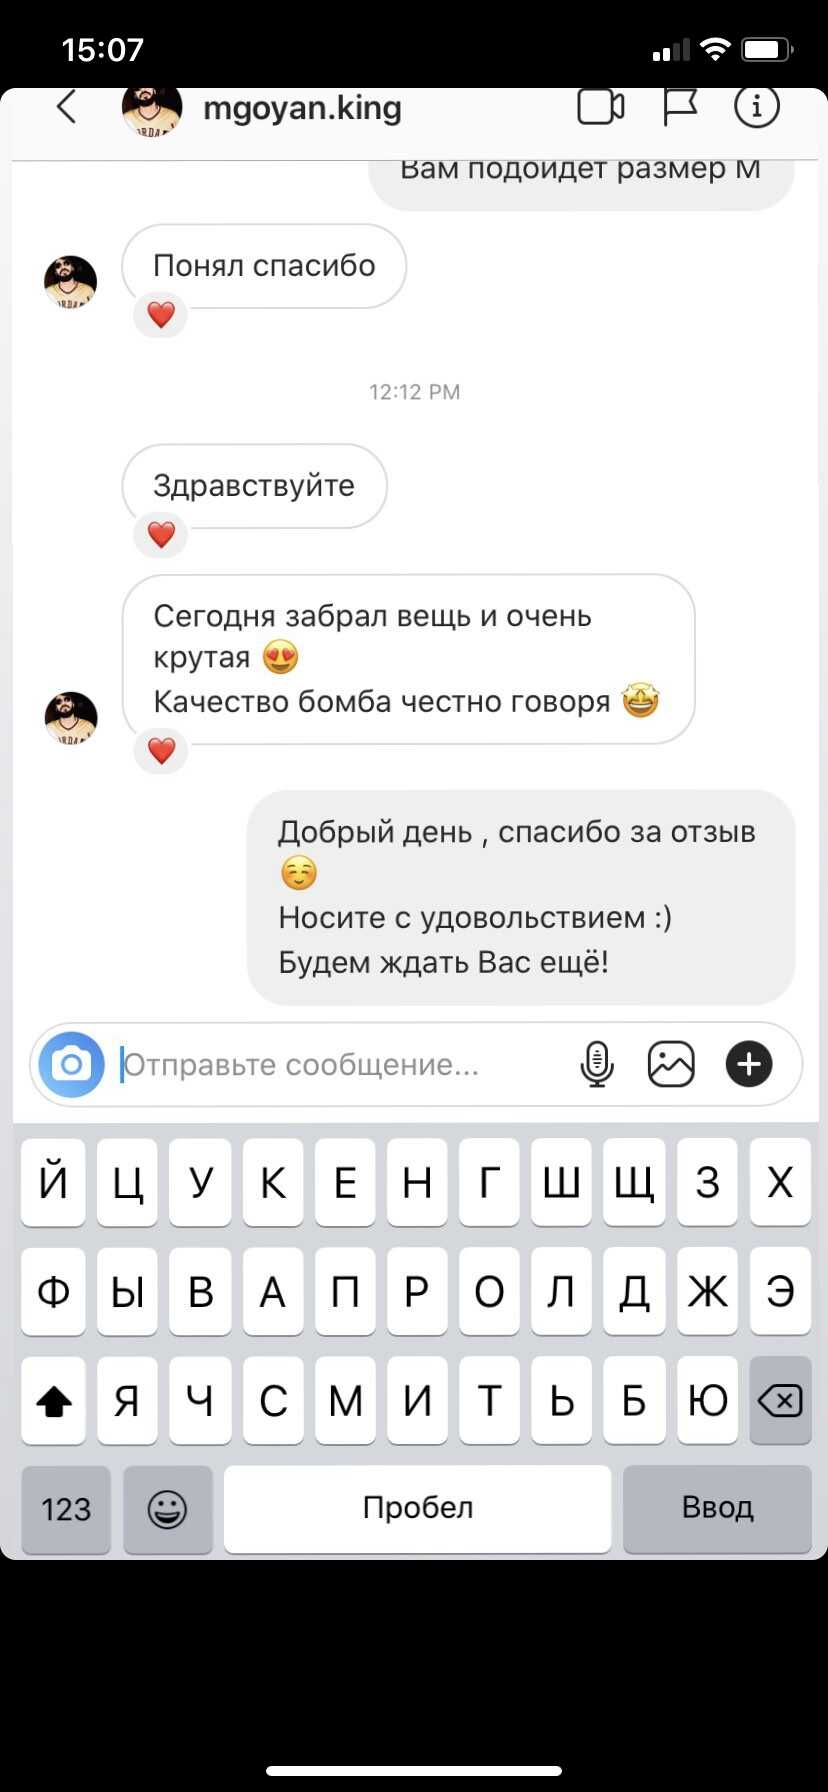 15:07
mgoyan.king
Вам подойдет размер М
Понял спасибо
12:12 PM
Здравствуйте
Сегодня забрал вещь и очень
крутая 😍
Качество бомба честно говоря 🤩
Добрый день , спасибо за отзыв
☺️
Носите с удовольствием :)
Будем ждать Вас ещё!
Отправьте сообщение...
Й Ц У К Е Н Г Ш Щ З Х
Ф Ы В А П Р О Л Д Ж Э
Я Ч С М И Т Ь Б Ю
123 Пробел Ввод